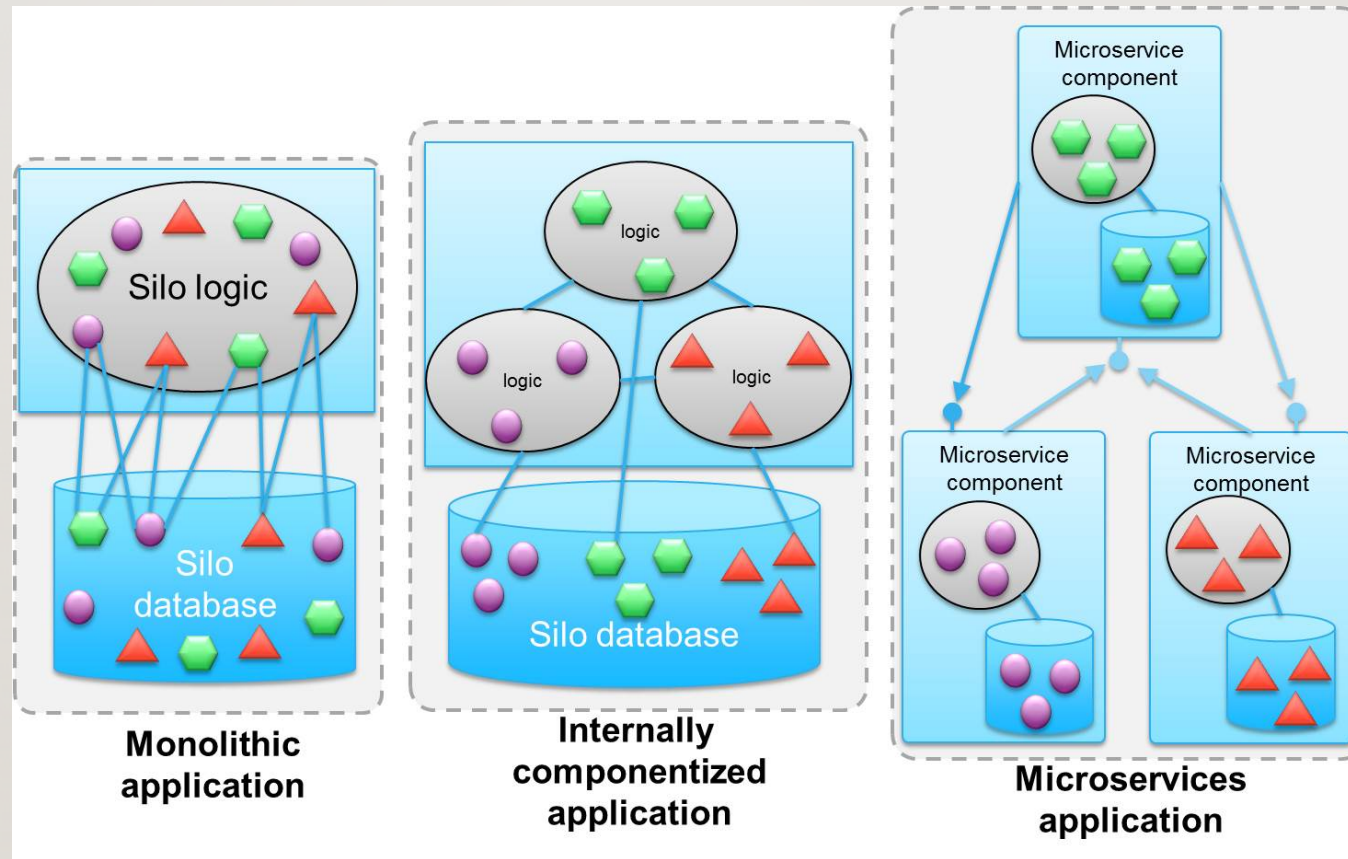 Silo logic
Silo
database
Monolithic
application
logic
logic
logic
Silo database
Internally
componentized
application
Microservice
component
Microservice
component
Microservice
component
Microservices
application